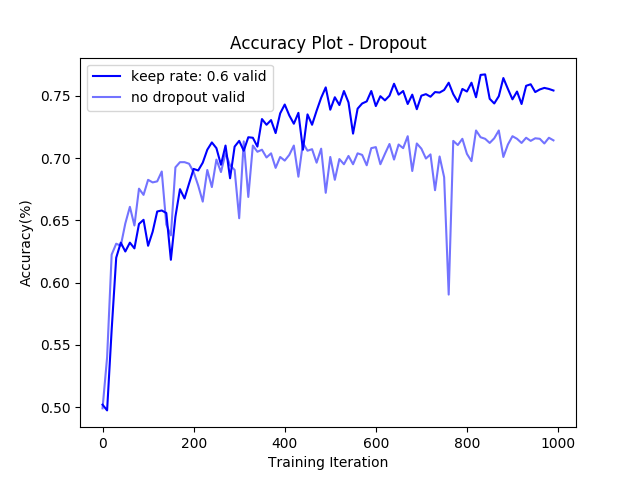 Accuracy Plot - Dropout
keep rate: 0.6 valid
no dropout valid
Accuracy(%)
0.75
0.70
0.65
0.60
0.55
0.50
0 200 400 600 800 1000
Training Iteration